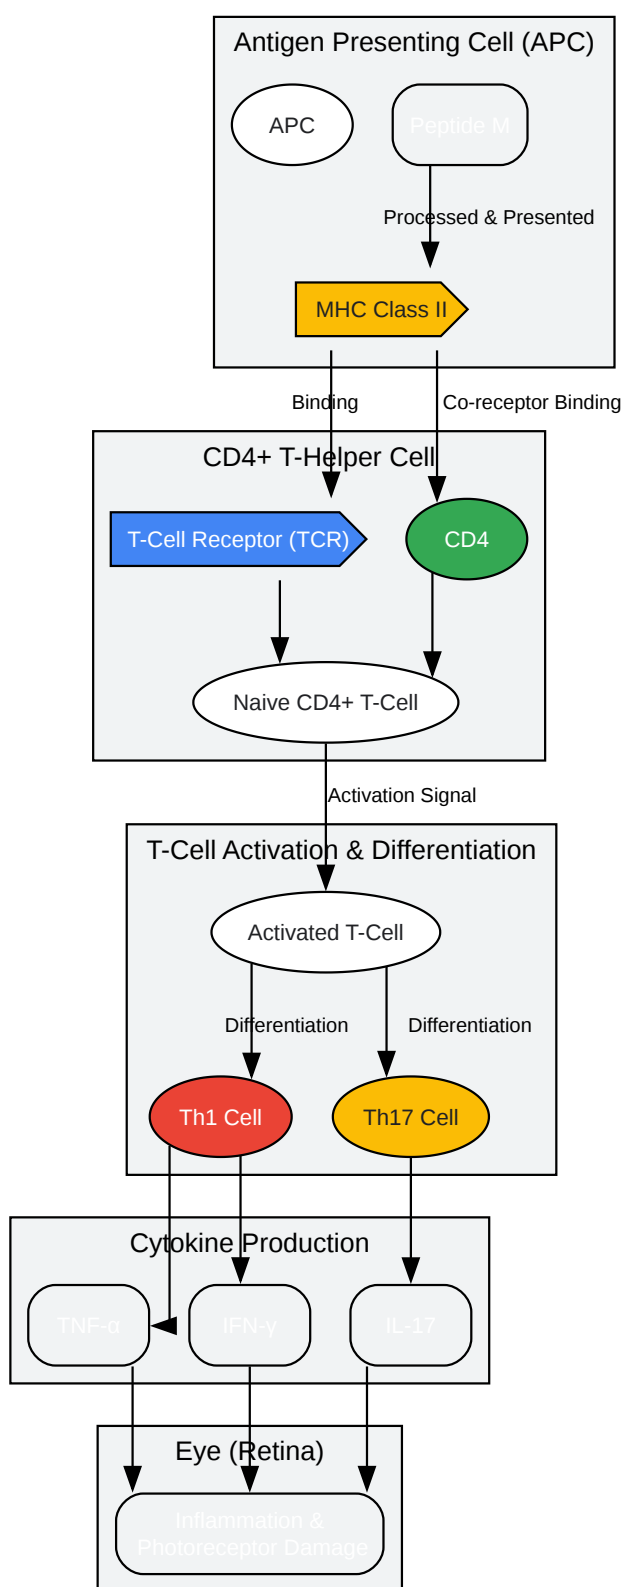 Antigen Presenting Cell (APC)
APC
Peptide M
Processed & Presented
MHC Class II
Binding
Co-receptor Binding
CD4+ T-Helper Cell
T-Cell Receptor (TCR)
CD4
Naive CD4+ T-Cell
Activation Signal
T-Cell Activation & Differentiation
Activated T-Cell
Differentiation
Differentiation
Th1 Cell
Th17 Cell
Cytokine Production
TNF-α
IFN-γ
IL-17
Eye (Retina)
Inflammation &
Photoreceptor Damage